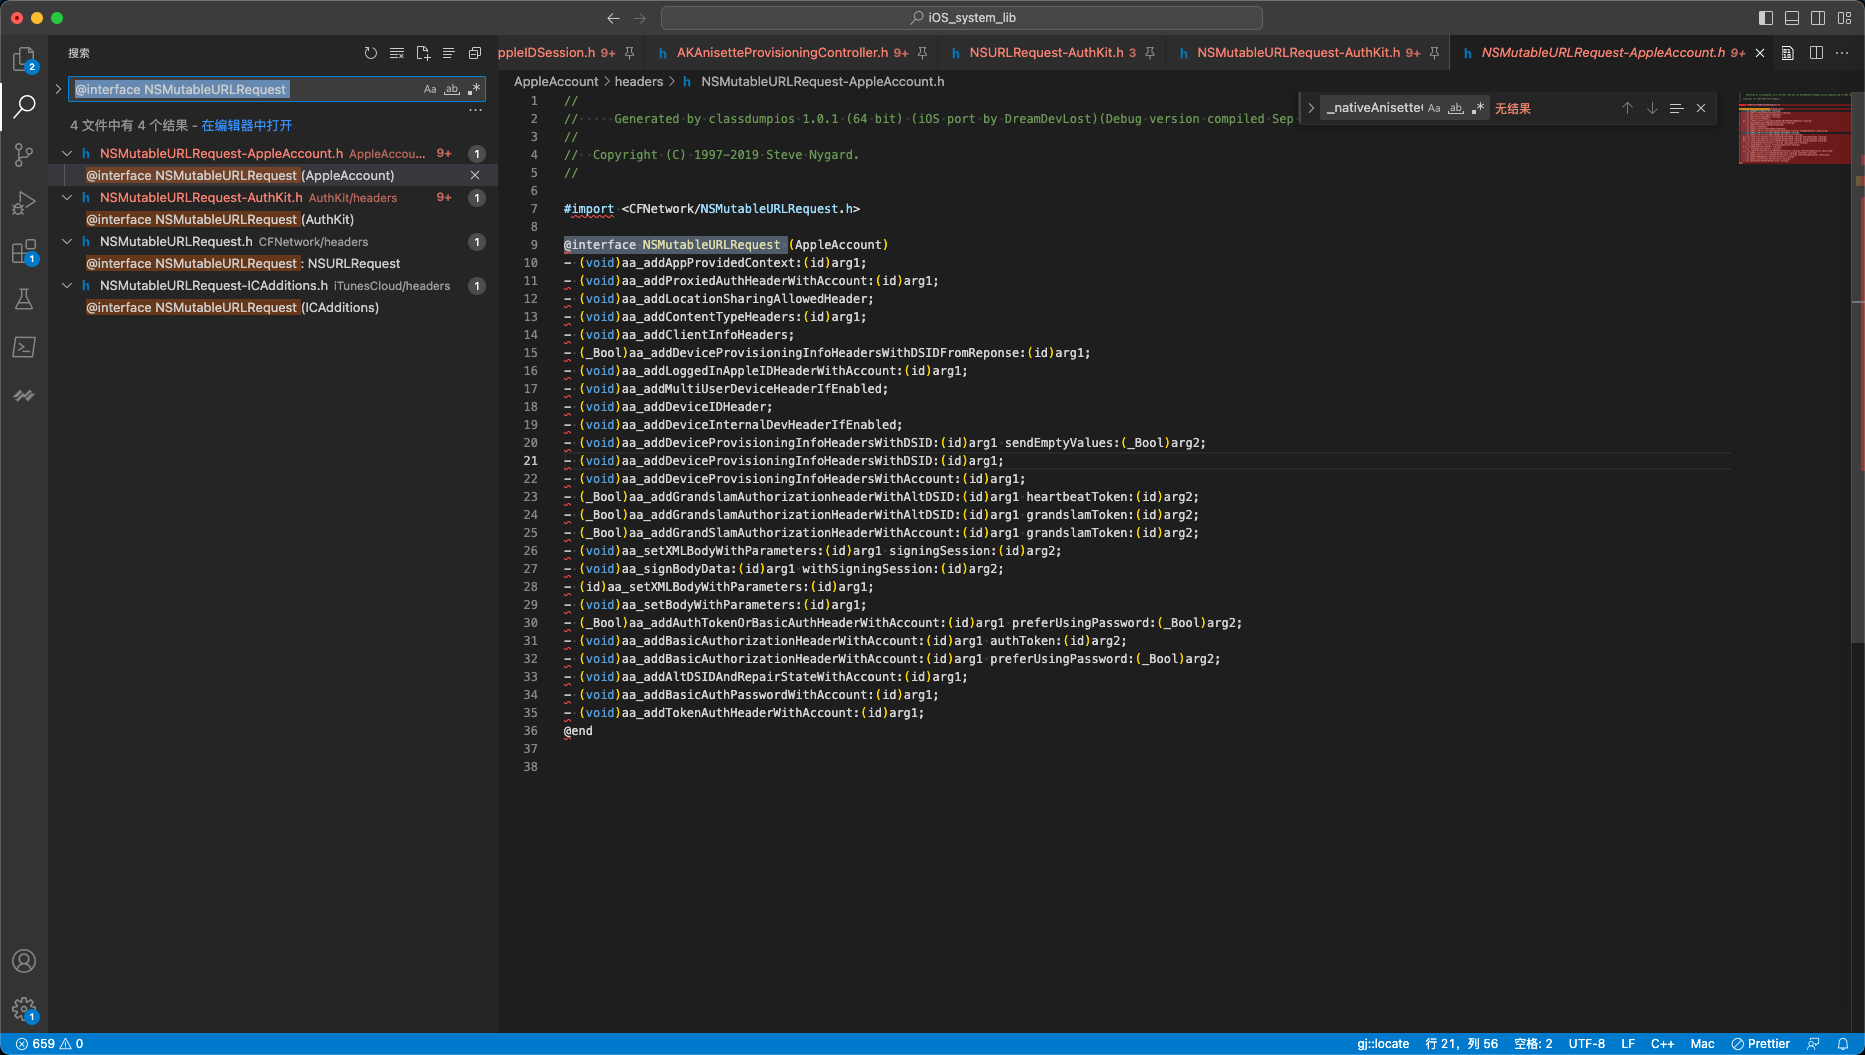 iOS_system_lib
搜索
ppleIDSession.h 9+
AKAnisetteProvisioningController.h 9+
NSURLRequest-AuthKit.h 3
NSMutableURLRequest-AuthKit.h 9+
NSMutableURLRequest-AppleAccount.h 9+
@interface NSMutableURLRequest
Aa ab .*
4 文件中有 4 个结果 - 在编辑器中打开
h NSMutableURLRequest-AppleAccount.h AppleAccou... 9+ 1
@interface NSMutableURLRequest (AppleAccount)
h NSMutableURLRequest-AuthKit.h AuthKit/headers 9+ 1
@interface NSMutableURLRequest (AuthKit)
h NSMutableURLRequest.h CFNetwork/headers 1
@interface NSMutableURLRequest : NSURLRequest
h NSMutableURLRequest-ICAdditions.h iTunesCloud/headers 1
@interface NSMutableURLRequest (ICAdditions)
2
1
1
AppleAccount > headers > h NSMutableURLRequest-AppleAccount.h
_nativeAnisette Aa ab .* 无结果
1 //
2 // Generated by classdumpios 1.0.1 (64 bit) (iOS port by DreamDevLost)(Debug version compiled Sep
3 //
4 // Copyright (C) 1997-2019 Steve Nygard.
5 //
6
7 #import <CFNetwork/NSMutableURLRequest.h>
8
9 @interface NSMutableURLRequest (AppleAccount)
10 - (void)aa_addAppProvidedContext:(id)arg1;
11 - (void)aa_addProxiedAuthHeaderWithAccount:(id)arg1;
12 - (void)aa_addLocationSharingAllowedHeader;
13 - (void)aa_addContentTypeHeaders:(id)arg1;
14 - (void)aa_addClientInfoHeaders;
15 - (_Bool)aa_addDeviceProvisioningInfoHeadersWithDSIDFromReponse:(id)arg1;
16 - (void)aa_addLoggedInAppleIDHeaderWithAccount:(id)arg1;
17 - (void)aa_addMultiUserDeviceHeaderIfEnabled;
18 - (void)aa_addDeviceIDHeader;
19 - (void)aa_addDeviceInternalDevHeaderIfEnabled;
20 - (void)aa_addDeviceProvisioningInfoHeadersWithDSID:(id)arg1 sendEmptyValues:(_Bool)arg2;
21 - (void)aa_addDeviceProvisioningInfoHeadersWithDSID:(id)arg1;
22 - (void)aa_addDeviceProvisioningInfoHeadersWithAccount:(id)arg1;
23 - (_Bool)aa_addGrandslamAuthorizationheaderWithAltDSID:(id)arg1 heartbeatToken:(id)arg2;
24 - (_Bool)aa_addGrandslamAuthorizationHeaderWithAltDSID:(id)arg1 grandslamToken:(id)arg2;
25 - (_Bool)aa_addGrandSlamAuthorizationHeaderWithAccount:(id)arg1 grandslamToken:(id)arg2;
26 - (void)aa_setXMLBodyWithParameters:(id)arg1 signingSession:(id)arg2;
27 - (void)aa_signBodyData:(id)arg1 withSigningSession:(id)arg2;
28 - (id)aa_setXMLBodyWithParameters:(id)arg1;
29 - (void)aa_setBodyWithParameters:(id)arg1;
30 - (_Bool)aa_addAuthTokenOrBasicAuthHeaderWithAccount:(id)arg1 preferUsingPassword:(_Bool)arg2;
31 - (void)aa_addBasicAuthorizationHeaderWithAccount:(id)arg1 authToken:(id)arg2;
32 - (void)aa_addBasicAuthorizationHeaderWithAccount:(id)arg1 preferUsingPassword:(_Bool)arg2;
33 - (void)aa_addAltDSIDAndRepairStateWithAccount:(id)arg1;
34 - (void)aa_addBasicAuthPasswordWithAccount:(id)arg1;
35 - (void)aa_addTokenAuthHeaderWithAccount:(id)arg1;
36 @end
37
38
659 0
gj::locate 行 21，列 56 空格: 2 UTF-8 LF C++ Mac Prettier